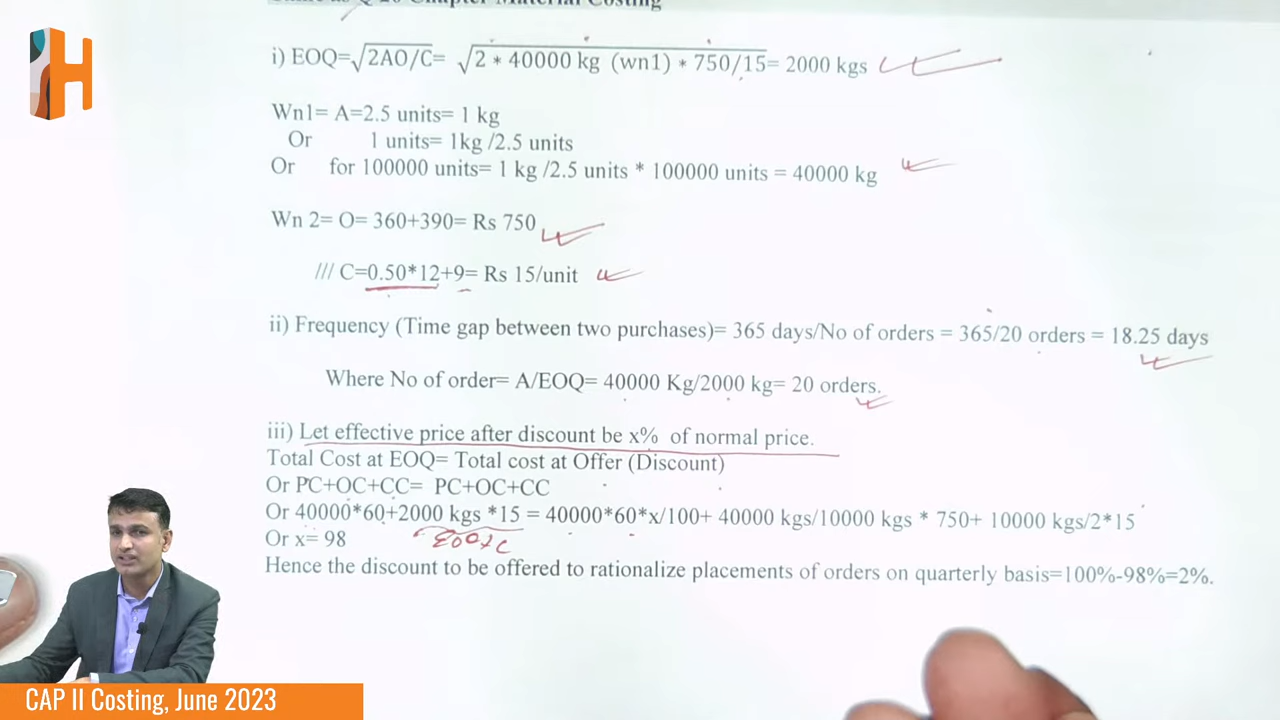 i) EOQ=√2AO/C= √2 * 40000 kg (wn1) * 750/15= 2000 kgs
Wn1= A=2.5 units= 1 kg
Or 1 units= 1kg /2.5 units
Or for 100000 units= 1 kg /2.5 units * 100000 units = 40000 kg
Wn 2= O= 360+390= Rs 750
/// C=0.50*12+9= Rs 15/unit
ii) Frequency (Time gap between two purchases)= 365 days/No of orders = 365/20 orders = 18.25 days
Where No of order= A/EOQ= 40000 Kg/2000 kg= 20 orders.
iii) Let effective price after discount be x% of normal price.
Total Cost at EOQ= Total cost at Offer (Discount)
Or PC+OC+CC= PC+OC+CC
Or 40000*60+2000 kgs *15 = 40000*60*x/100+ 40000 kgs/10000 kgs * 750+ 10000 kgs/2*15
Or x= 98
EOQ*C
Hence the discount to be offered to rationalize placements of orders on quarterly basis=100%-98%=2%.
CAP II Costing, June 2023